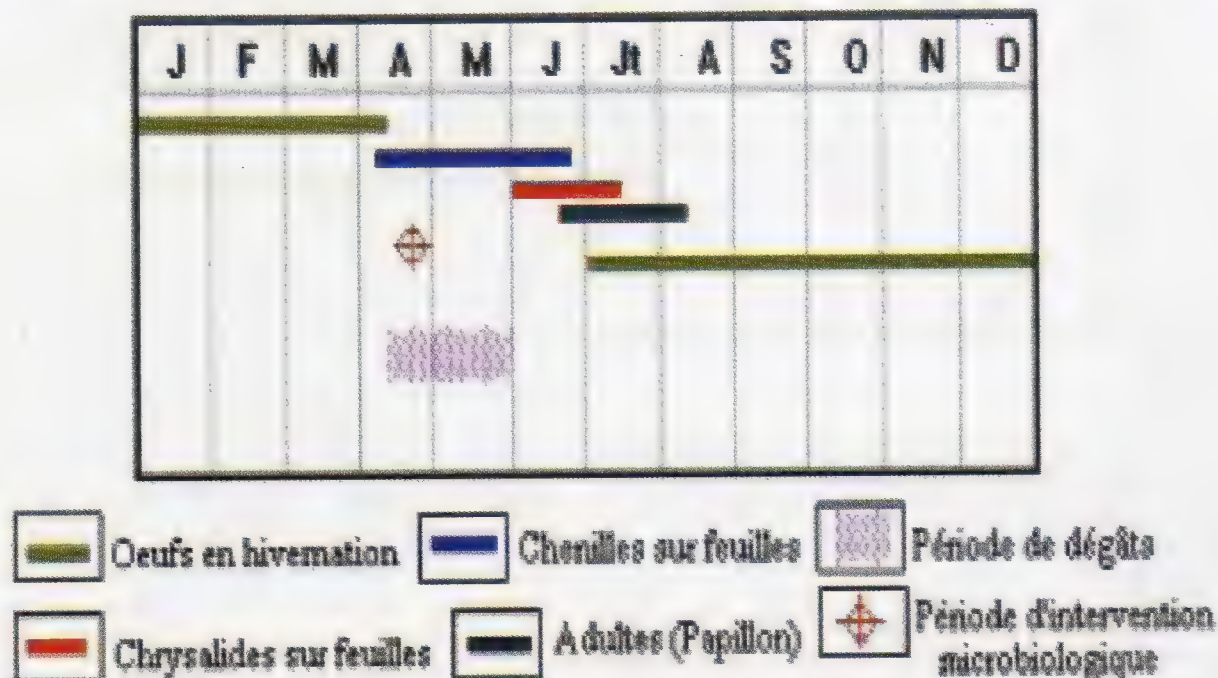 J F M A M J Jt A S O N D
Oeufs en hivernation
Chenilles sur feuilles
Période de dégâts
Chrysalides sur feuilles
Adultes (Papillon)
Période d'intervention
microbiologique